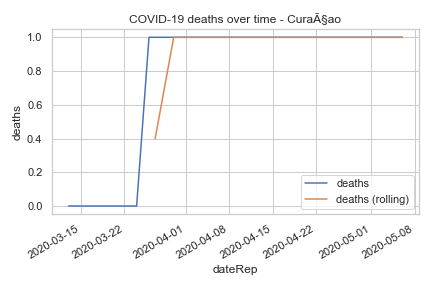 COVID-19 deaths over time - CuraÃ§ao
deaths
1.0
0.8
0.6
0.4
0.2
0.0
deaths
deaths (rolling)
2020-03-15
2020-03-22
2020-04-01
2020-04-08
2020-04-15
2020-04-22
2020-05-01
2020-05-08
dateRep